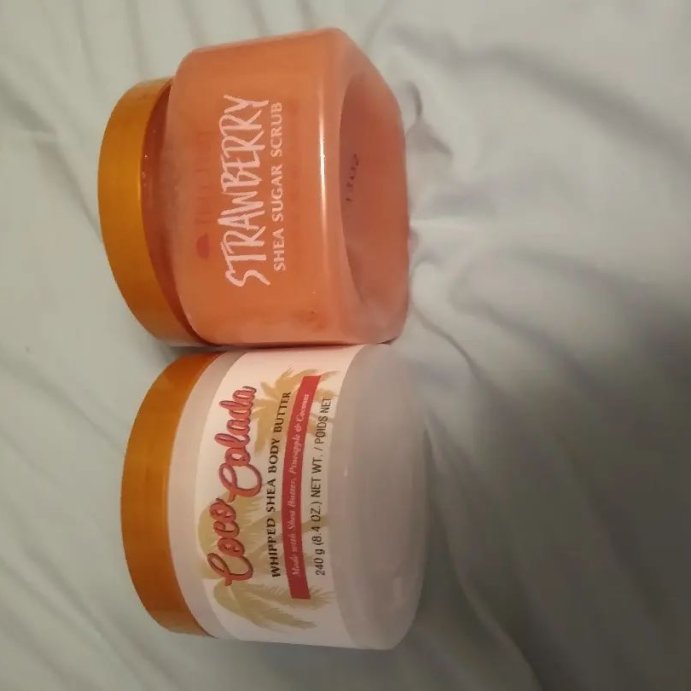 STRAWBERRY
SHEA SUGAR SCRUB
Coco Colada
WHIPPED SHEA BODY BUTTER
Made with Shea Butter, Pineapple & Coconut
240 g (8.4 OZ.) NET WT. / POIDS NET